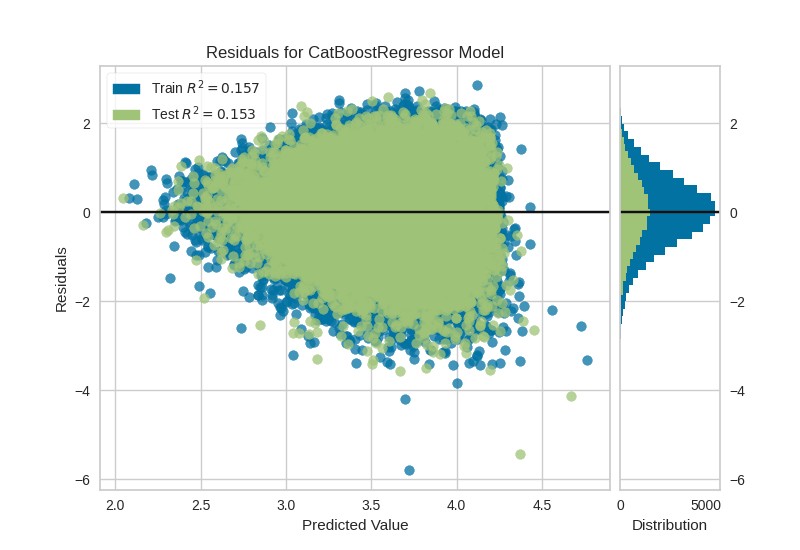 Residuals for CatBoostRegressor Model
Train R² = 0.157
Test R² = 0.153
Residuals
2
0
−2
−4
−6
2.0 2.5 3.0 3.5 4.0 4.5
Predicted Value
2
0
−2
−4
−6
0 5000
Distribution